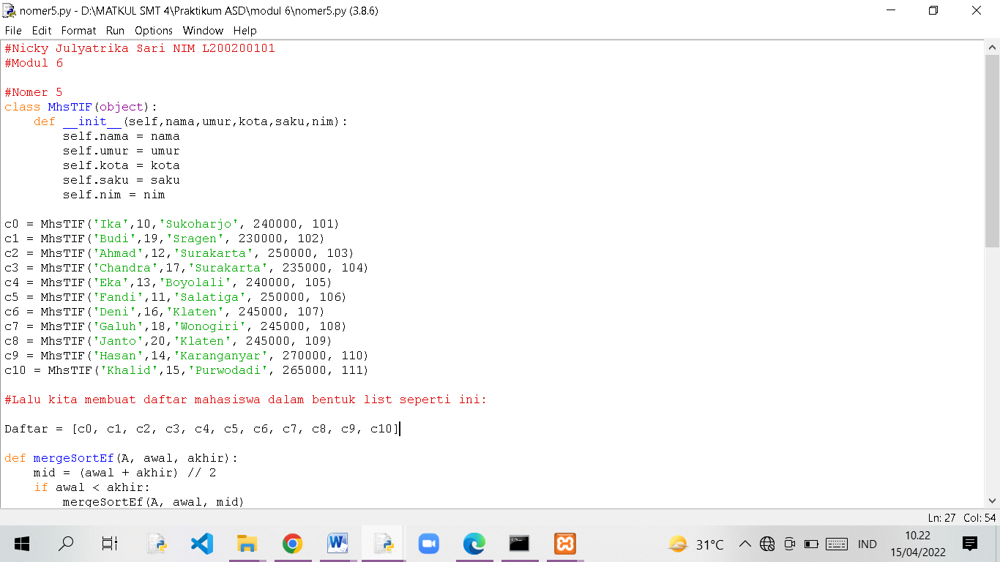 nomer5.py - D:\MATKUL SMT 4\Praktikum ASD\modul 6\nomer5.py (3.8.6)
File Edit Format Run Options Window Help
#Nicky Julyatrika Sari NIM L200200101
#Modul 6
#Nomer 5
class MhsTIF(object):
    def __init__(self,nama,umur,kota,saku,nim):
        self.nama = nama
        self.umur = umur
        self.kota = kota
        self.saku = saku
        self.nim = nim
c0 = MhsTIF('Ika',10,'Sukoharjo', 240000, 101)
c1 = MhsTIF('Budi',19,'Sragen', 230000, 102)
c2 = MhsTIF('Ahmad',12,'Surakarta', 250000, 103)
c3 = MhsTIF('Chandra',17,'Surakarta', 235000, 104)
c4 = MhsTIF('Eka',13,'Boyolali', 240000, 105)
c5 = MhsTIF('Fandi',11,'Salatiga', 250000, 106)
c6 = MhsTIF('Deni',16,'Klaten', 245000, 107)
c7 = MhsTIF('Galuh',18,'Wonogiri', 245000, 108)
c8 = MhsTIF('Janto',20,'Klaten', 245000, 109)
c9 = MhsTIF('Hasan',14,'Karanganyar', 270000, 110)
c10 = MhsTIF('Khalid',15,'Purwodadi', 265000, 111)
#Lalu kita membuat daftar mahasiswa dalam bentuk list seperti ini:
Daftar = [c0, c1, c2, c3, c4, c5, c6, c7, c8, c9, c10]
def mergeSortEf(A, awal, akhir):
    mid = (awal + akhir) // 2
    if awal < akhir:
        mergeSortEf(A, awal, mid)
Ln: 27 Col: 54
31°C
IND
10.22
15/04/2022